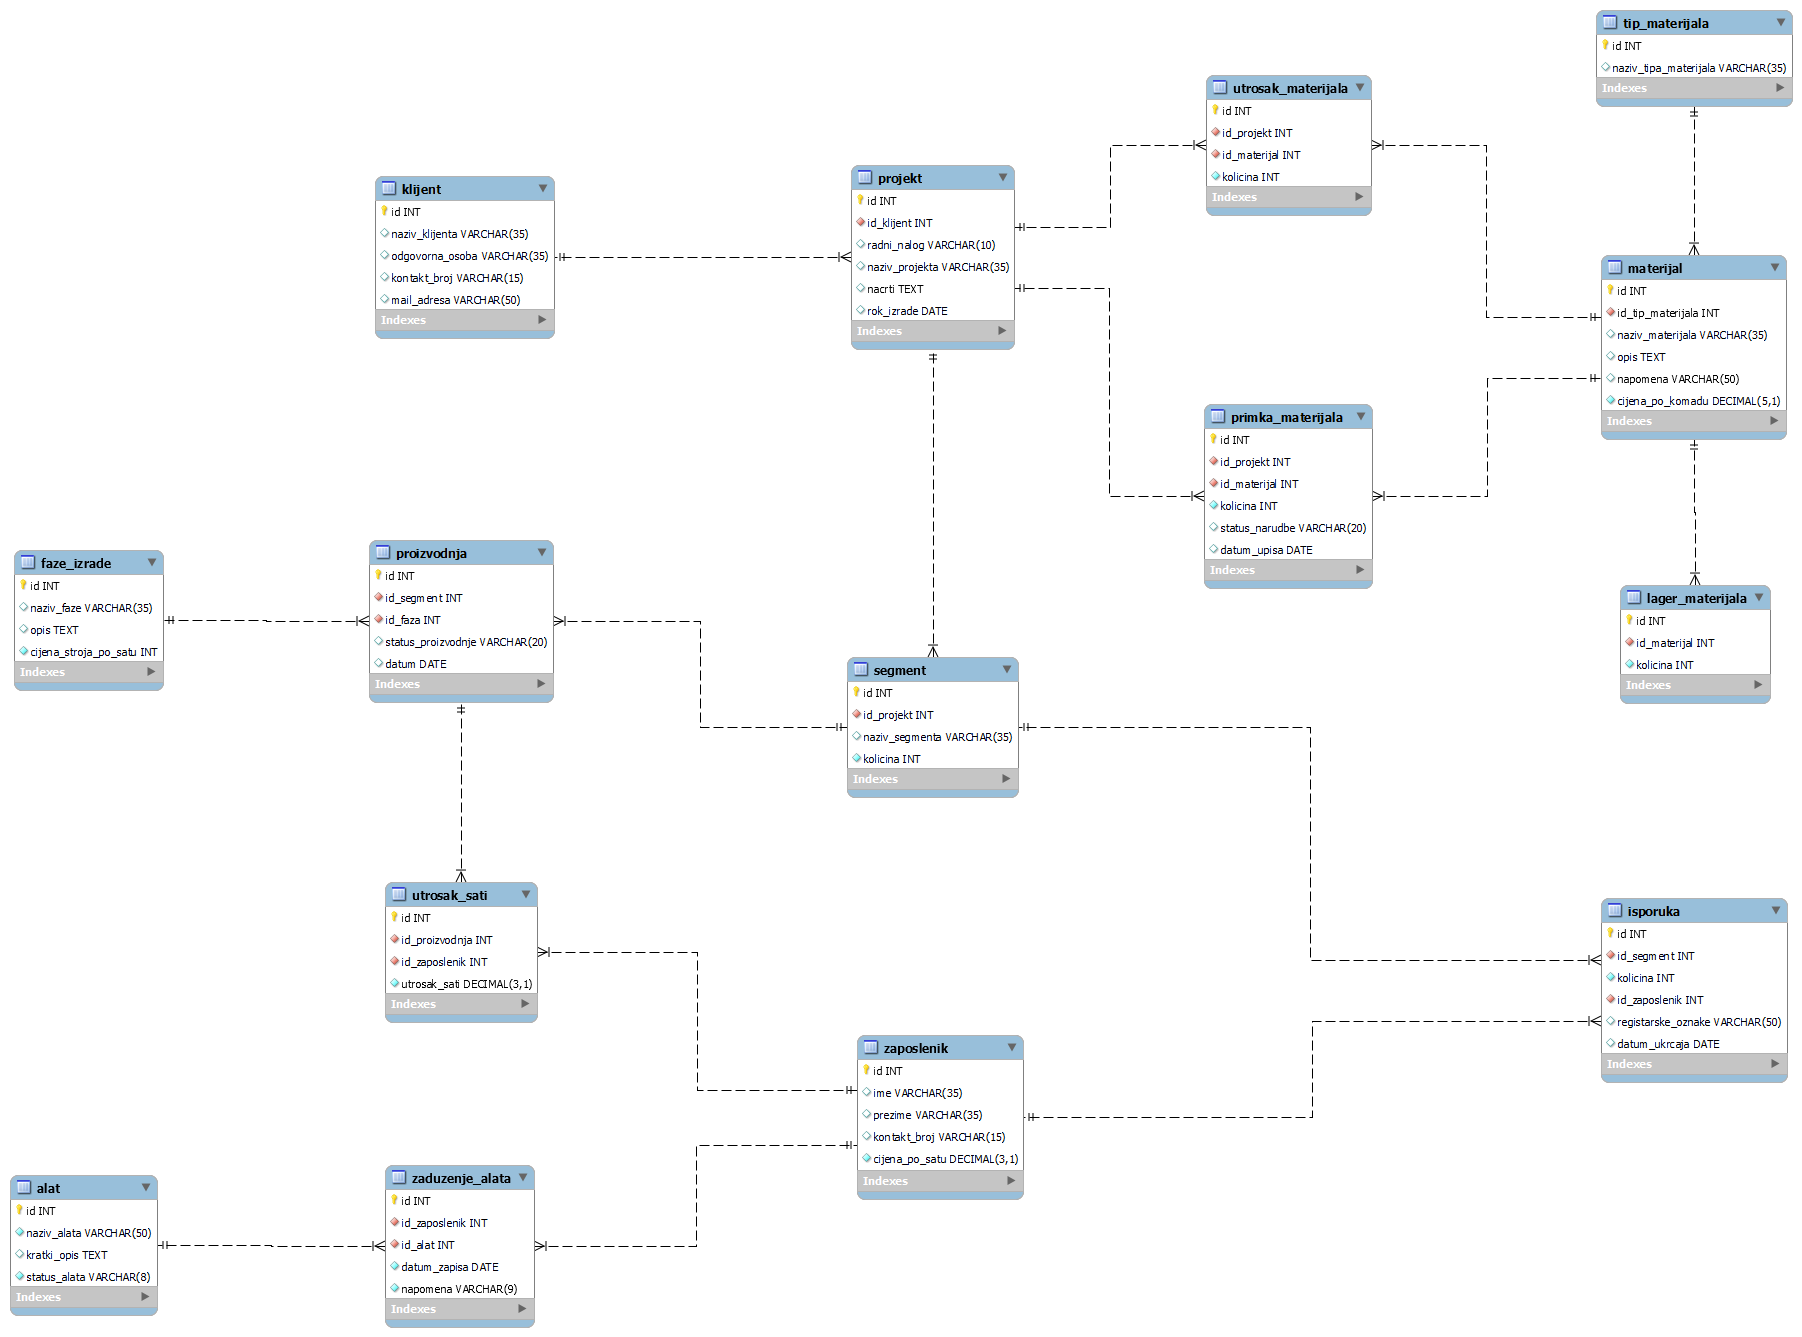 tip_materijala
id INT
naziv_tipa_materijala VARCHAR(35)
Indexes
utrosak_materijala
id INT
id_projekt INT
id_materijal INT
kolicina INT
Indexes
klijent
id INT
naziv_klijenta VARCHAR(35)
odgovorna_osoba VARCHAR(35)
kontakt_broj VARCHAR(15)
mail_adresa VARCHAR(50)
Indexes
projekt
id INT
id_klijent INT
radni_nalog VARCHAR(10)
naziv_projekta VARCHAR(35)
nacrti TEXT
rok_izrade DATE
Indexes
materijal
id INT
id_tip_materijala INT
naziv_materijala VARCHAR(35)
opis TEXT
napomena VARCHAR(50)
cijena_po_komadu DECIMAL(5,1)
Indexes
primka_materijala
id INT
id_projekt INT
id_materijal INT
kolicina INT
status_narudbe VARCHAR(20)
datum_upisa DATE
Indexes
faze_izrade
id INT
naziv_faze VARCHAR(35)
opis TEXT
cijena_stroja_po_satu INT
Indexes
proizvodnja
id INT
id_segment INT
id_faza INT
status_proizvodnje VARCHAR(20)
datum DATE
Indexes
segment
id INT
id_projekt INT
naziv_segmenta VARCHAR(35)
kolicina INT
Indexes
lager_materijala
id INT
id_materijal INT
kolicina INT
Indexes
utrosak_sati
id INT
id_proizvodnja INT
id_zaposlenik INT
utrosak_sati DECIMAL(3,1)
Indexes
isporuka
id INT
id_segment INT
kolicina INT
id_zaposlenik INT
registarske_oznake VARCHAR(50)
datum_ukrcaja DATE
Indexes
zaposlenik
id INT
ime VARCHAR(35)
prezime VARCHAR(35)
kontakt_broj VARCHAR(15)
cijena_po_satu DECIMAL(3,1)
Indexes
alat
id INT
naziv_alata VARCHAR(50)
kratki_opis TEXT
status_alata VARCHAR(8)
Indexes
zaduzenje_alata
id INT
id_zaposlenik INT
id_alat INT
datum_zapisa DATE
napomena VARCHAR(9)
Indexes